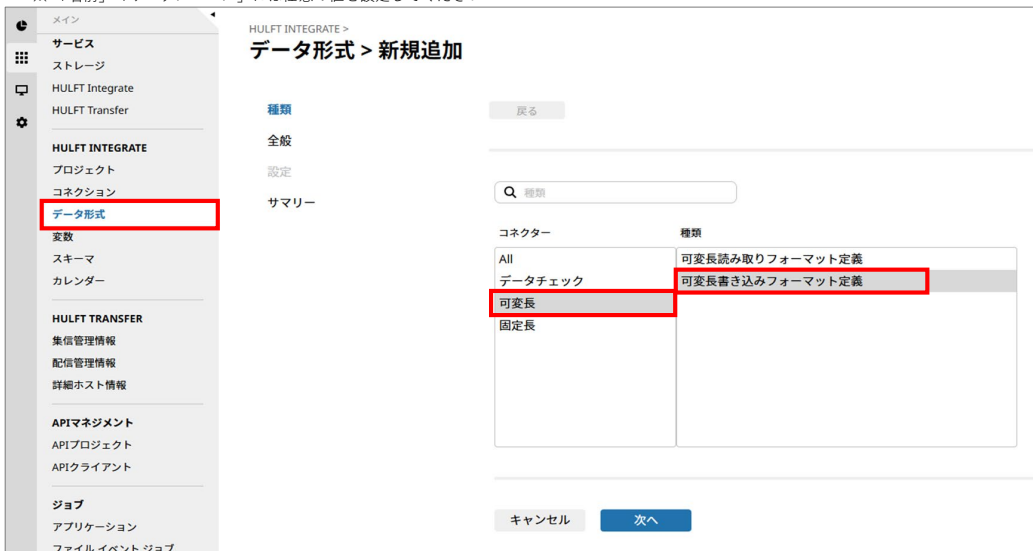 メイン
サービス
ストレージ
HULFT Integrate
HULFT Transfer
HULFT INTEGRATE
プロジェクト
コネクション
データ形式
変数
スキーマ
カレンダー
HULFT TRANSFER
集信管理情報
配信管理情報
詳細ホスト情報
APIマネジメント
APIプロジェクト
APIクライアント
ジョブ
アプリケーション
ファイル イベント ジョブ
HULFT INTEGRATE >
データ形式 > 新規追加
種類
全般
設定
サマリー
戻る
種類
コネクター
種類
All
データチェック
可変長
固定長
可変長読み取りフォーマット定義
可変長書き込みフォーマット定義
キャンセル
次へ